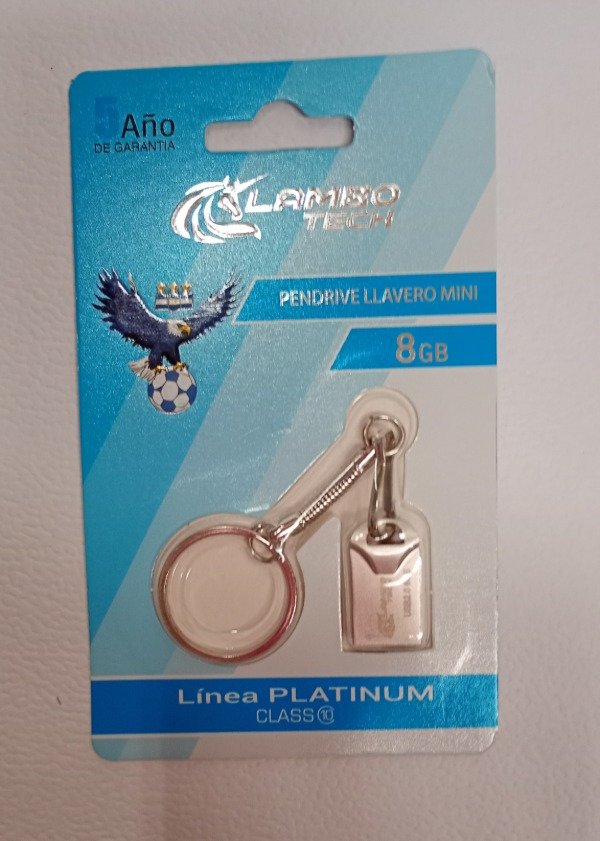 5 Año
DE GARANTIA
LAMBO
TECH
PENDRIVE LLAVERO MINI
8GB
Línea PLATINUM
CLASS 10